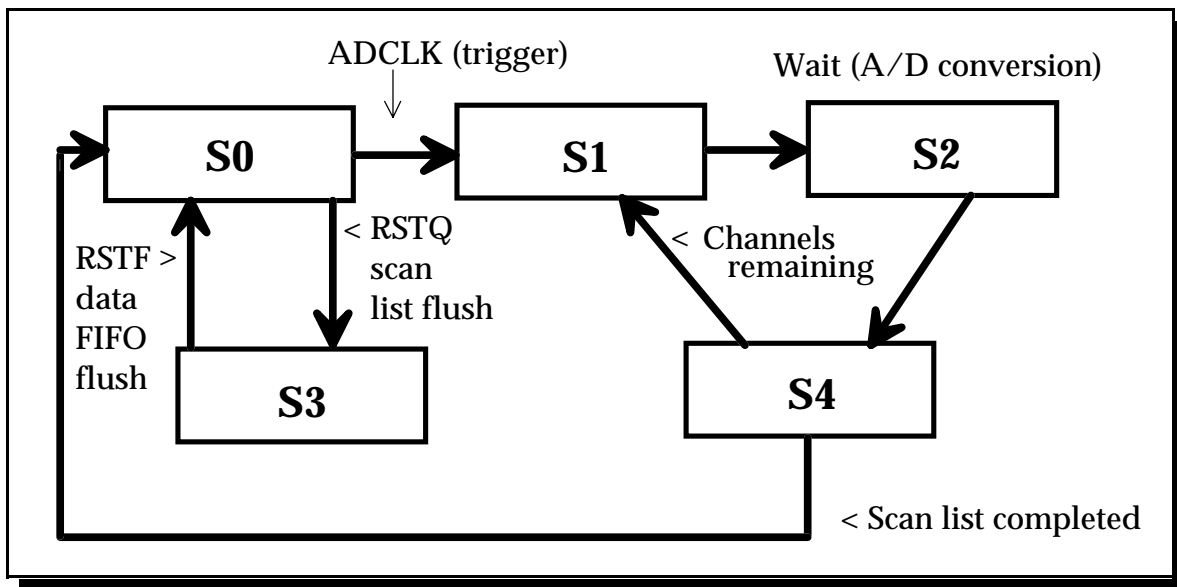 ADCLK (trigger)
Wait (A/D conversion)
S0
S1
S2
RSTF >
data
FIFO
flush
< RSTQ
scan
list flush
< Channels
remaining
S3
S4
< Scan list completed